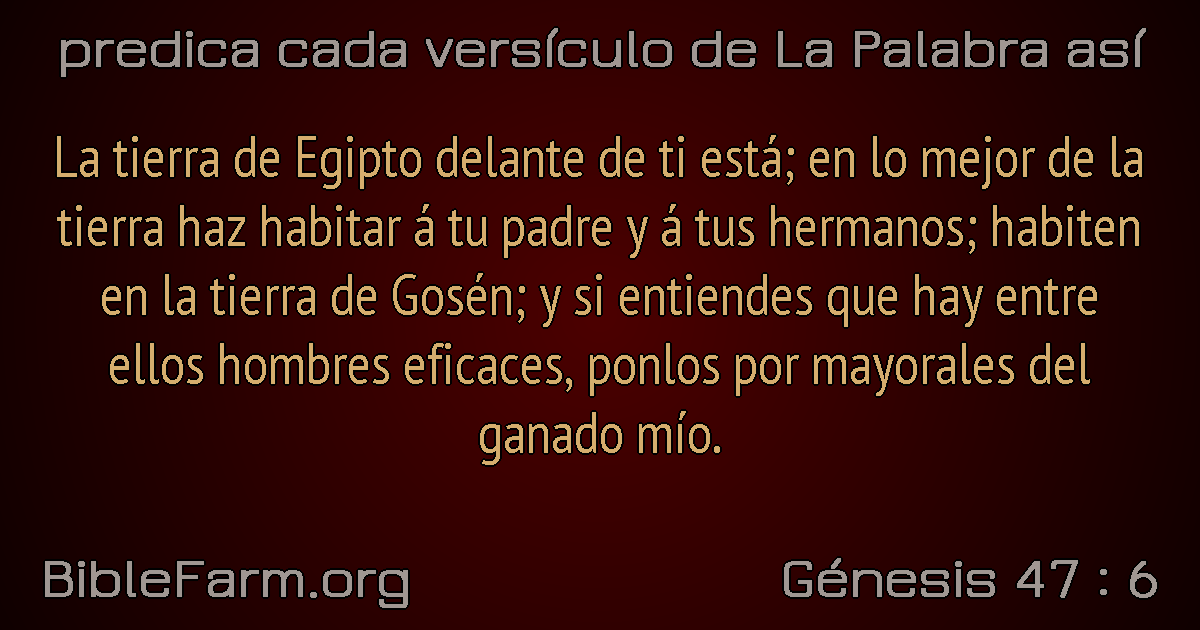 predica cada versículo de La Palabra así
La tierra de Egipto delante de ti está; en lo mejor de la
tierra haz habitar á tu padre y á tus hermanos; habiten
en la tierra de Gosén; y si entiendes que hay entre
ellos hombres eficaces, ponlos por mayorales del
ganado mío.
BibleFarm.org
Génesis 47 : 6